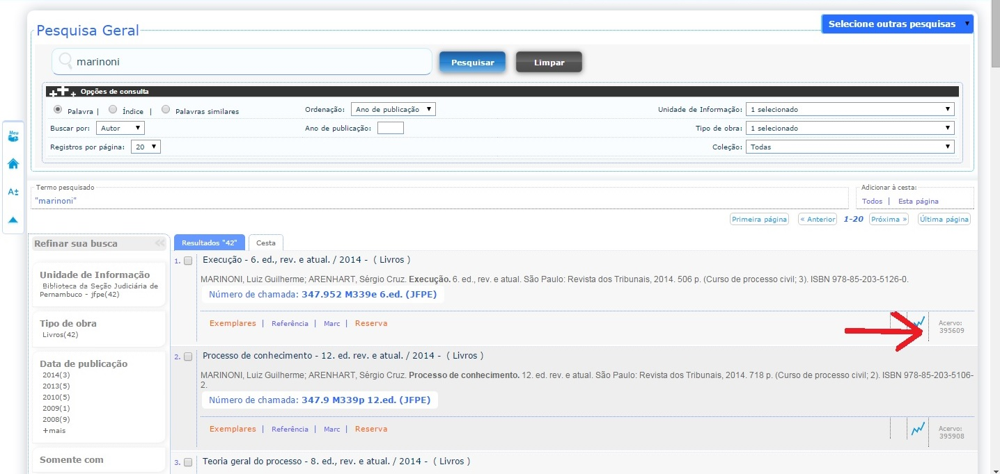 Pesquisa Geral
Selecione outras pesquisas
marinoni
Pesquisar
Limpar
Opções de consulta
Palavra | Índice | Palavras similares
Ordenação: Ano de publicação
Unidade de Informação: 1 selecionado
Buscar por: Autor
Ano de publicação:
Tipo de obra: 1 selecionado
Registros por página: 20
Coleção: Todas
Meu
A±
Termo pesquisado
"marinoni"
Adicionar à cesta:
Todos | Esta página
Primeira página « Anterior 1-20 Próxima » Última página
Refinar sua busca
Unidade de Informação
Biblioteca da Seção Judiciária de
Pernambuco - jfpe(42)
Tipo de obra
Livros(42)
Data de publicação
2014(3)
2013(5)
2010(5)
2009(1)
2008(9)
+mais
Somente com
Resultados "42"
Cesta
1. Execução - 6. ed., rev. e atual. / 2014 - ( Livros )
MARINONI, Luiz Guilherme; ARENHART, Sérgio Cruz. Execução. 6. ed., rev. e atual. São Paulo: Revista dos Tribunais, 2014. 506 p. (Curso de processo civil; 3). ISBN 978-85-203-5126-0.
Número de chamada: 347.952 M339e 6.ed. (JFPE)
Exemplares | Referência | Marc | Reserva
Acervo:
395609
2. Processo de conhecimento - 12. ed. rev. e atual. / 2014 - ( Livros )
MARINONI, Luiz Guilherme; ARENHART, Sérgio Cruz. Processo de conhecimento. 12. ed. rev. e atual. São Paulo: Revista dos Tribunais, 2014. 718 p. (Curso de processo civil; 2). ISBN 978-85-203-5106-
2.
Número de chamada: 347.9 M339p 12.ed. (JFPE)
Exemplares | Referência | Marc | Reserva
Acervo:
395908
3. Teoria geral do processo - 8. ed., rev. e atual. / 2014 - ( Livros )